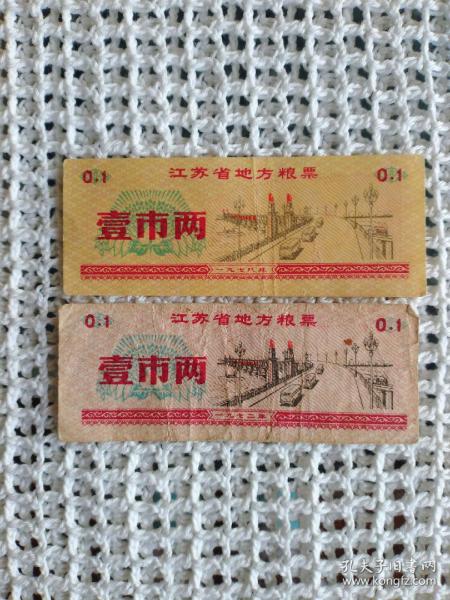 0.1 江苏省地方粮票 0.1
壹市两
一九七八年
0.1 江苏省地方粮票 0.1
壹市两
一九七二年
孔夫子旧书网
www.kongfz.com